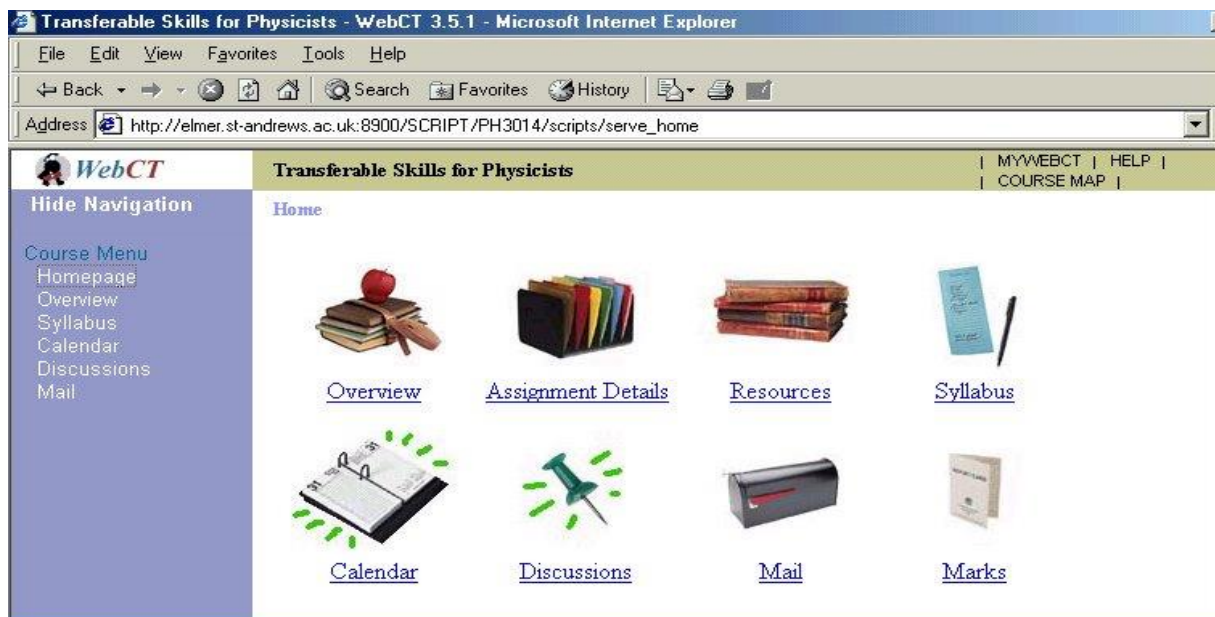 Transferable Skills for Physicists - WebCT 3.5.1 - Microsoft Internet Explorer
File Edit View Favorites Tools Help
Back Search Favorites History
Address http://elmer.st-andrews.ac.uk:8900/SCRIPT/PH3014/scripts/serve_home
WebCT Transferable Skills for Physicists | MYWEBCT | HELP |
| COURSE MAP |
Hide Navigation Home
Course Menu
Homepage
Overview
Syllabus
Calendar
Discussions
Mail
Overview Assignment Details Resources Syllabus
31 31
Calendar Discussions Mail Marks